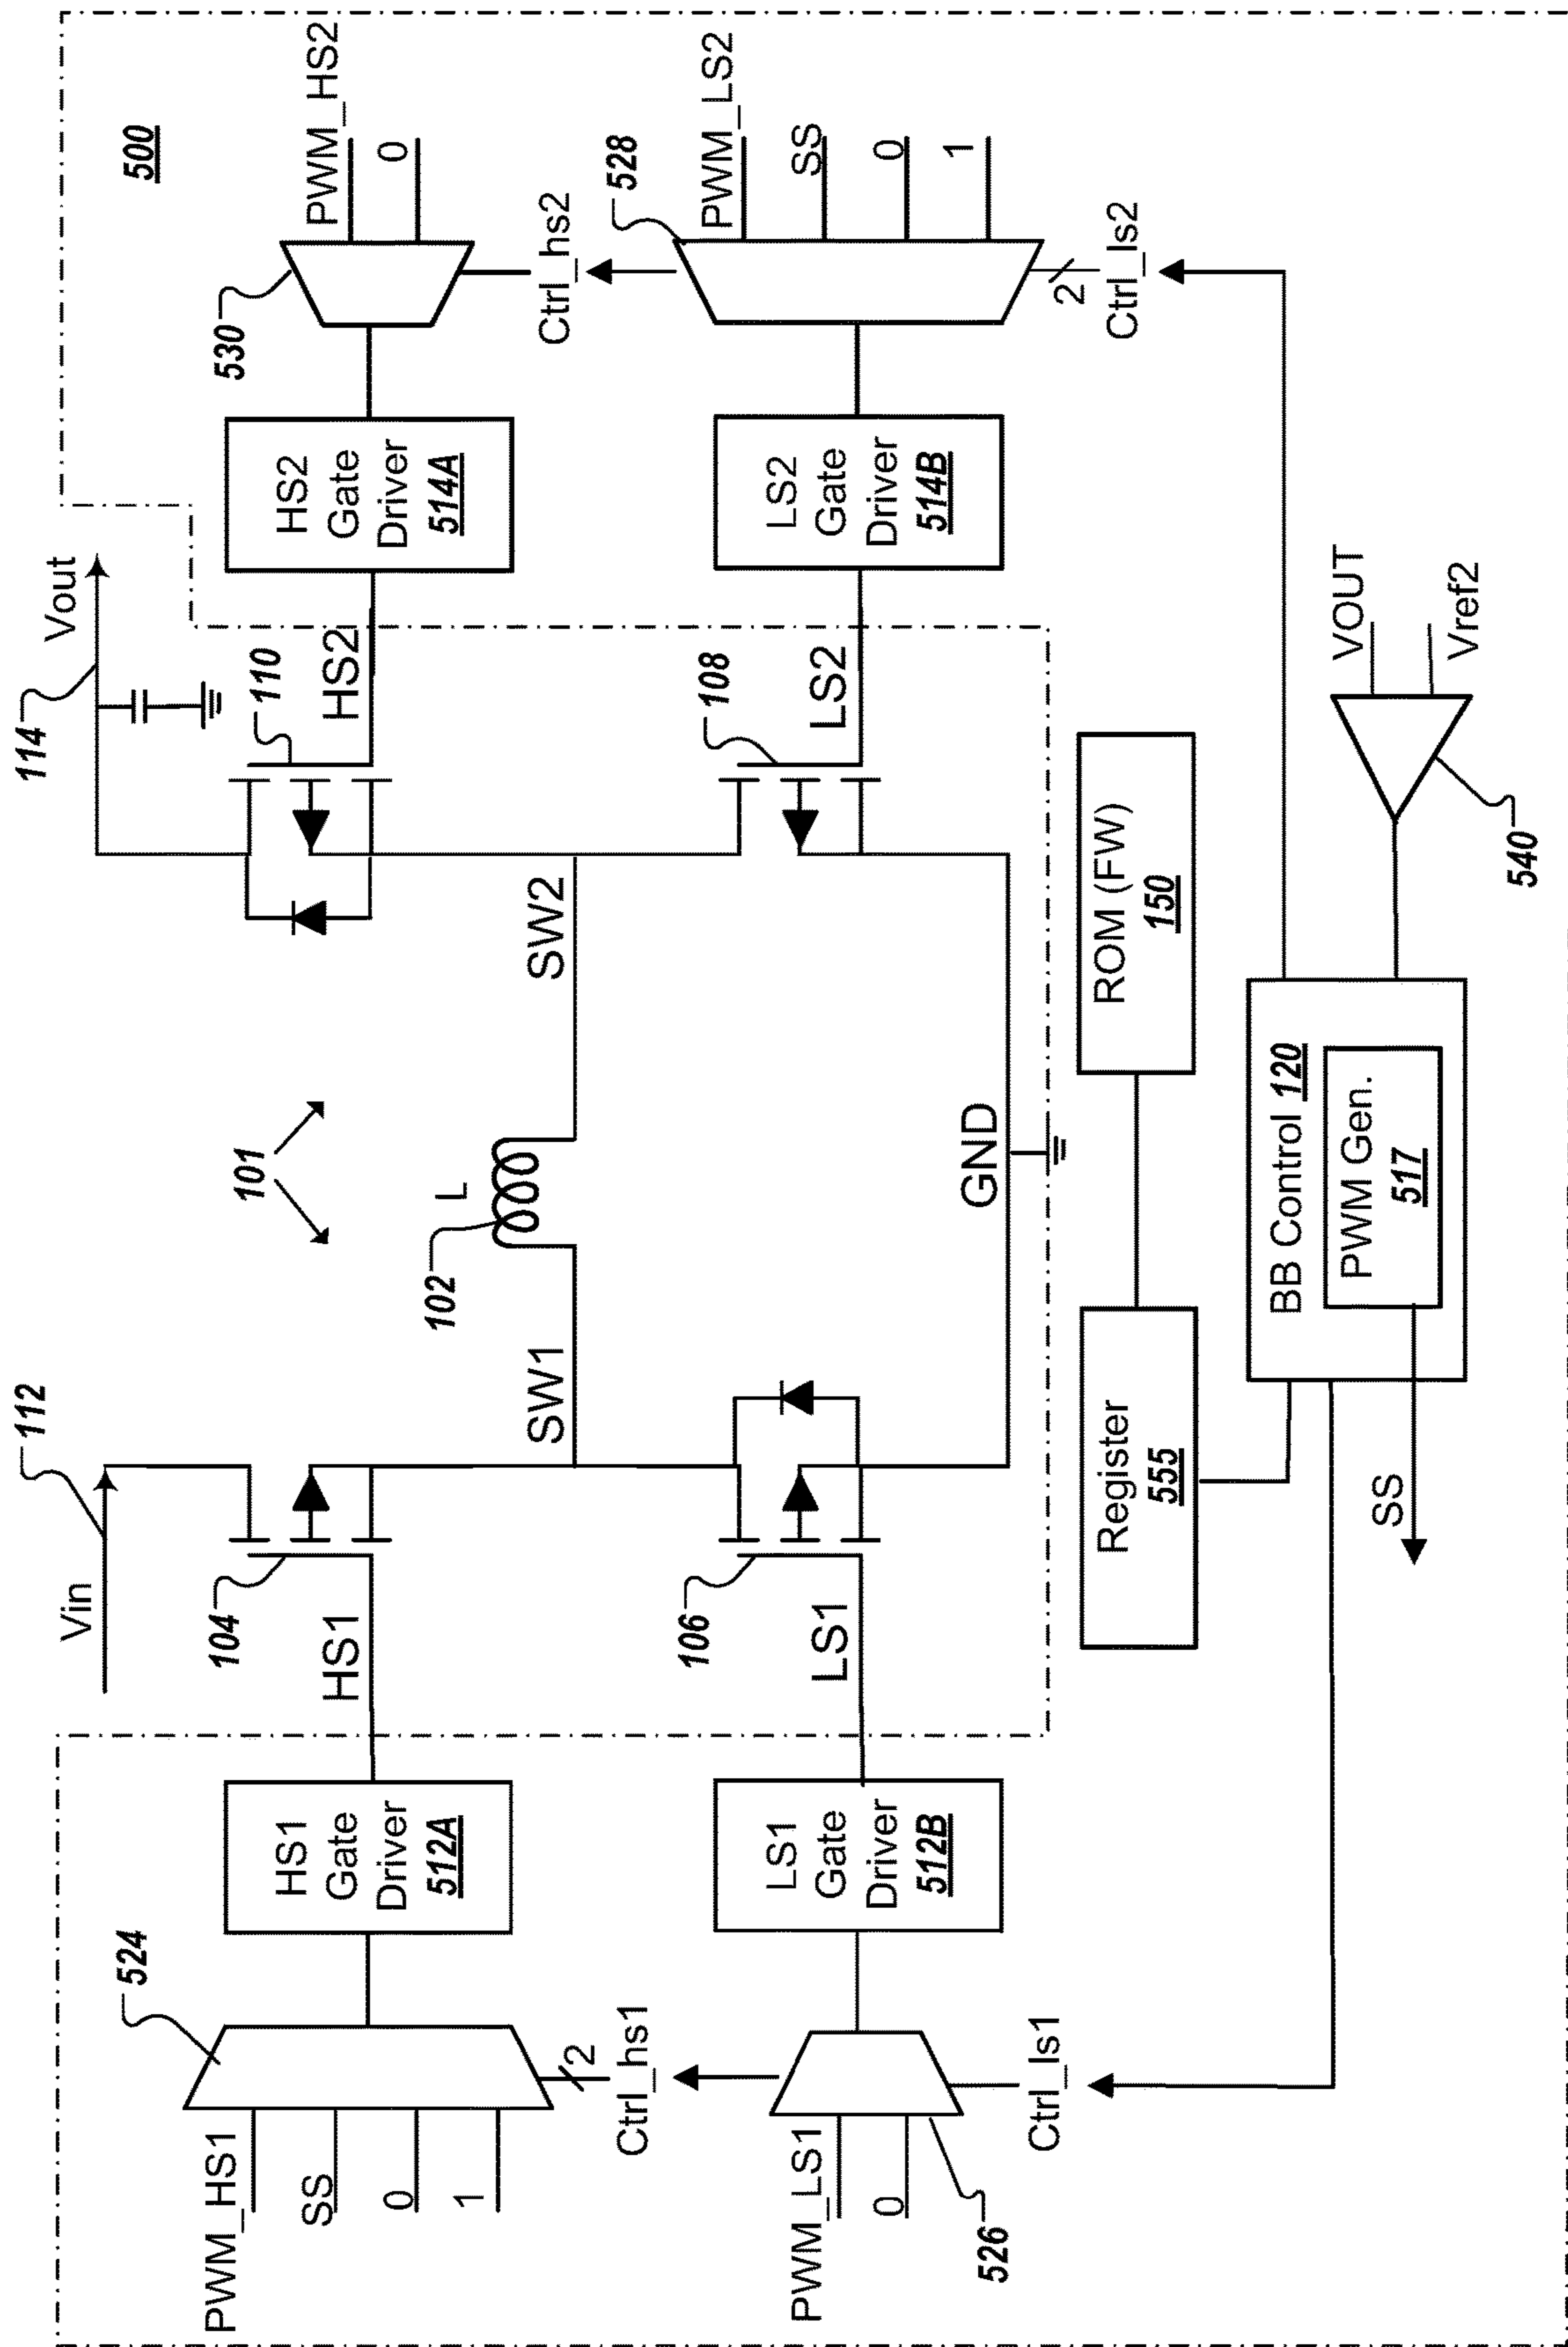 500
524
PWM_HS1
SS
0
1
2
Ctrl_hs1
HS1
Gate
Driver
512A
Vin
112
104
HS1
SW1
101
L
102
SW2
114
Vout
110
HS2
HS2
Gate
Driver
514A
530
PWM_HS2
0
Ctrl_hs2
PWM_LS1
0
526
Ctrl_ls1
LS1
Gate
Driver
512B
106
LS1
GND
108
LS2
LS2
Gate
Driver
514B
528
PWM_LS2
SS
0
1
2
Ctrl_ls2
Register
555
ROM (FW)
150
BB Control 120
PWM Gen.
517
SS
VOUT
Vref2
540